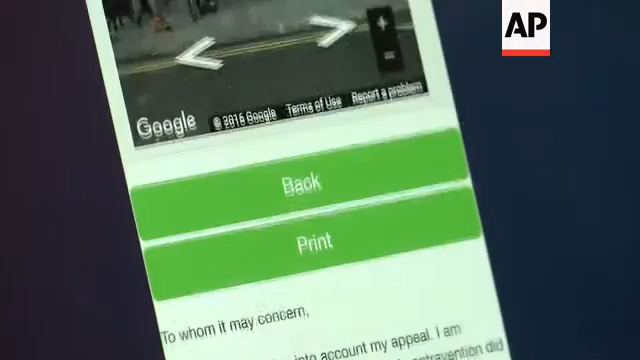 AP
Google
© 2016 Google Terms of Use Report a problem
Back
Print
To whom it may concern,
into account my appeal. I am
contravention did